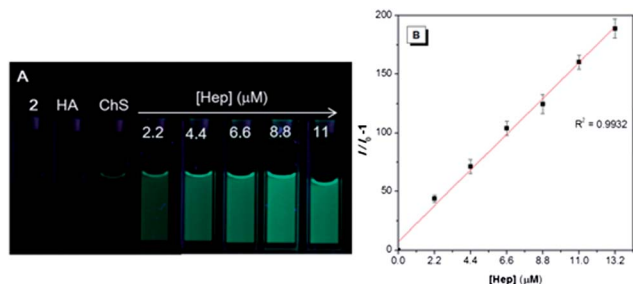 A
[Hep] (μM)
2 HA ChS
2.2 4.4 6.6 8.8 11
B
200
150
100
50
0
I/I₀-1
R² = 0.9932
0.0 2.2 4.4 6.6 8.8 11.0 13.2
[Hep] (μM)